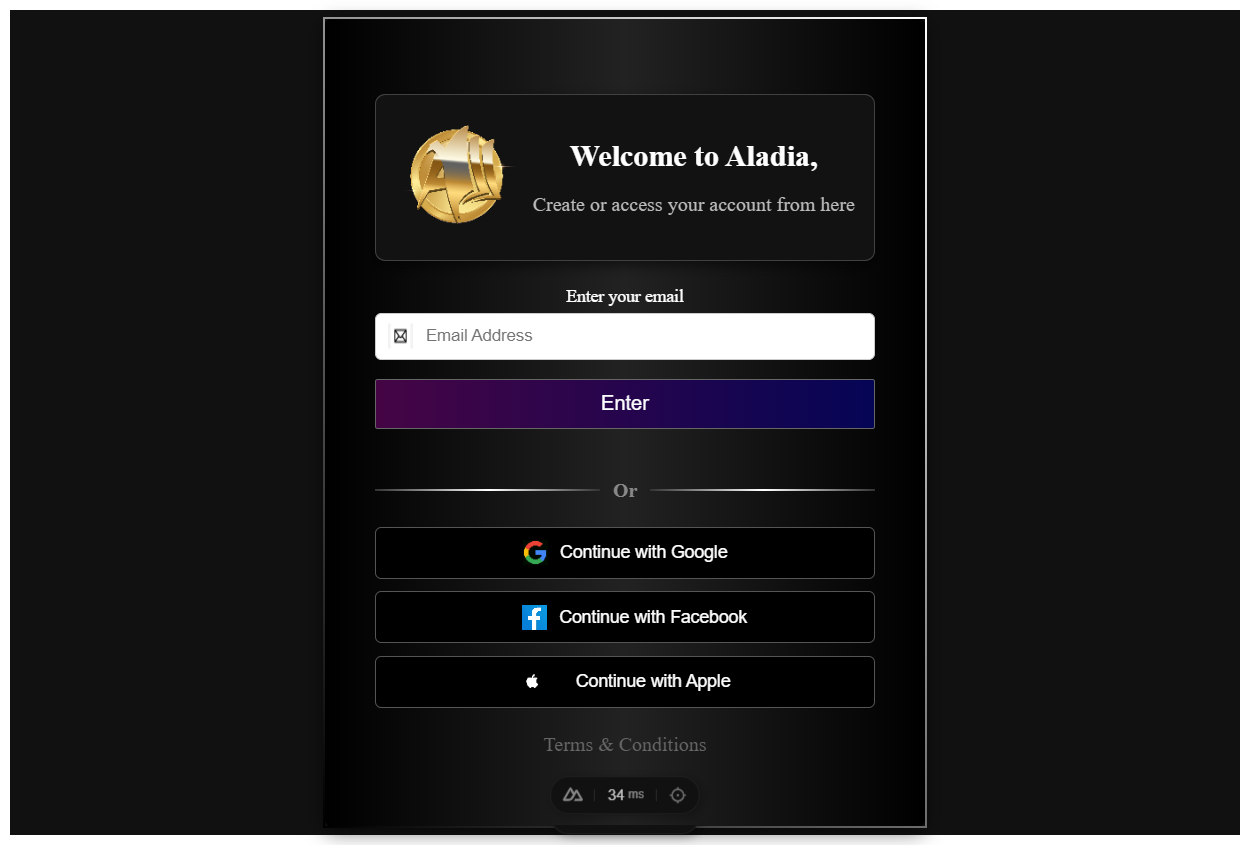 Welcome to Aladia,
Create or access your account from here
Enter your email
Email Address
Enter
Or
Continue with Google
Continue with Facebook
Continue with Apple
Terms & Conditions
34 ms